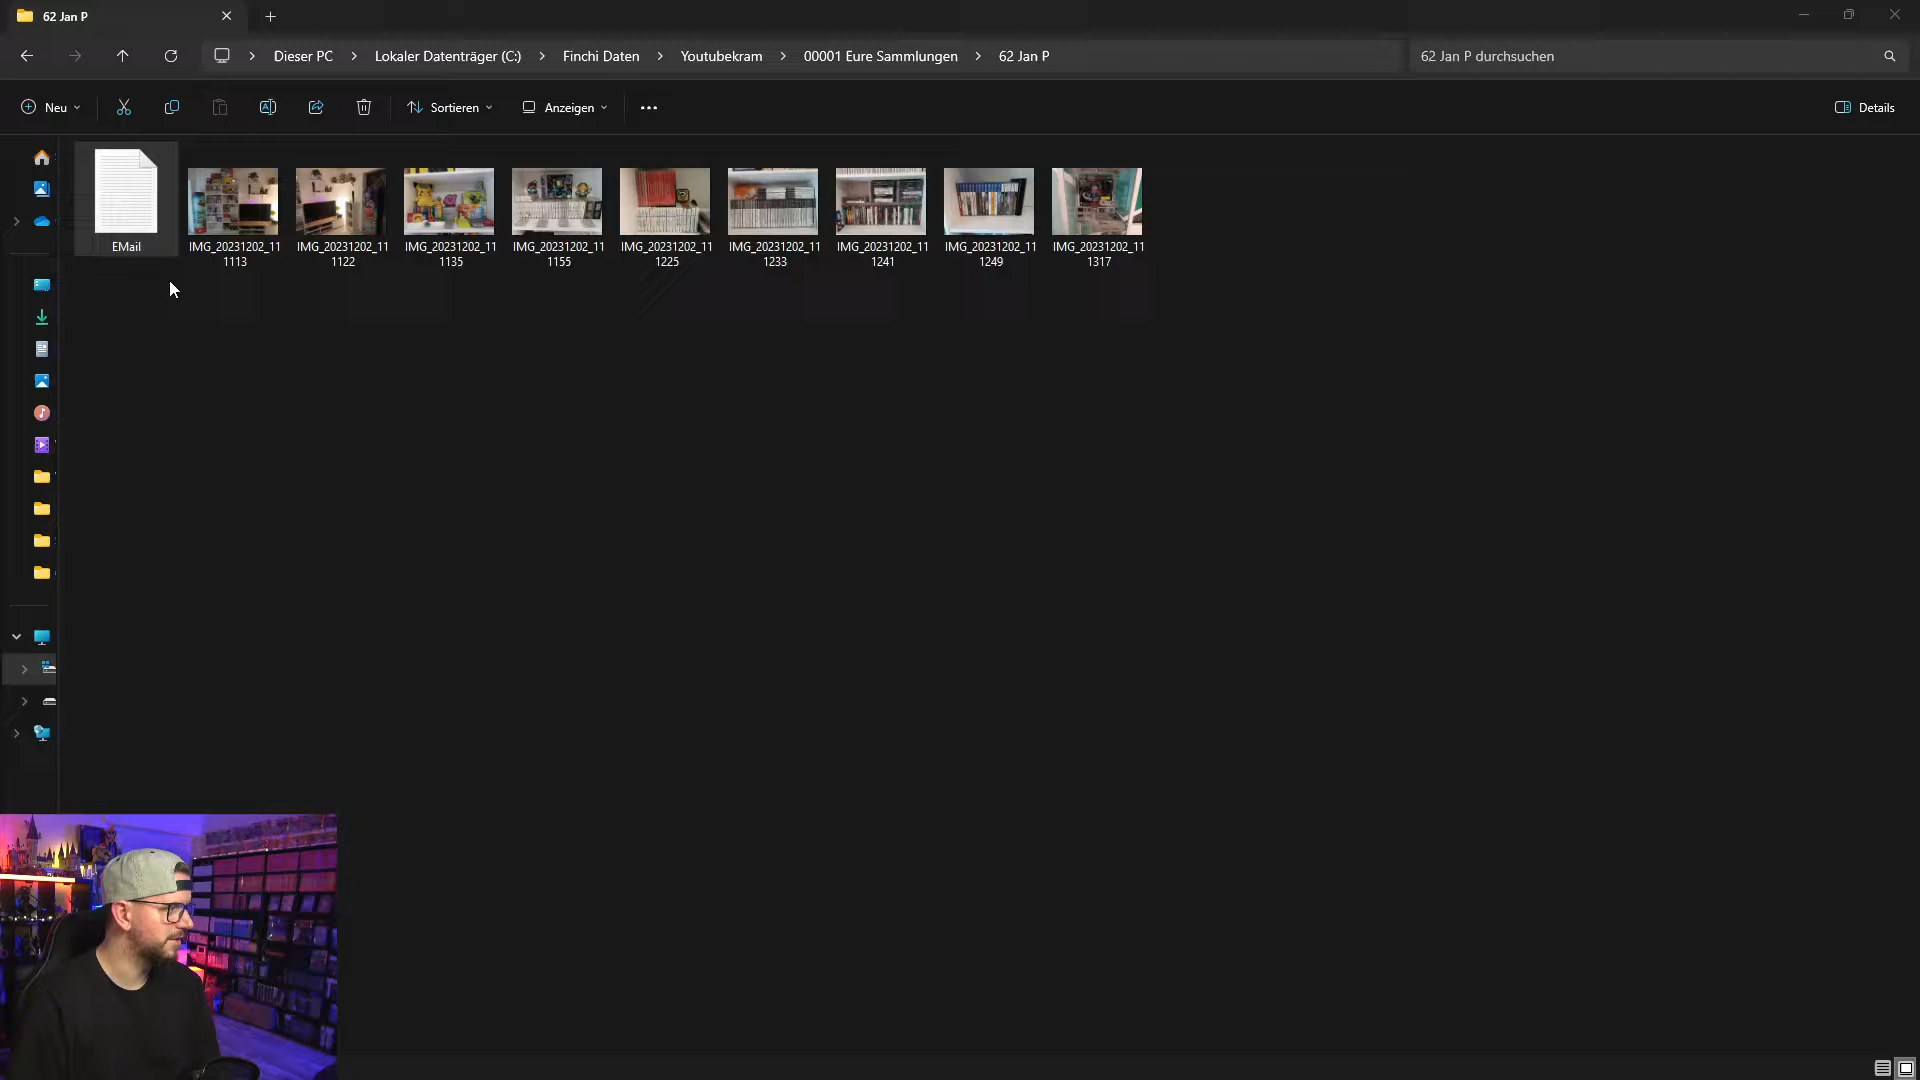 62 Jan P
Dieser PC
Lokaler Datenträger (C:)
Finchi Daten
Youtubekram
00001 Eure Sammlungen
62 Jan P
62 Jan P durchsuchen
Neu
Sortieren
Anzeigen
Details
EMail
IMG_20231202_11
1113
IMG_20231202_11
1122
IMG_20231202_11
1135
IMG_20231202_11
1155
IMG_20231202_11
1225
IMG_20231202_11
1233
IMG_20231202_11
1241
IMG_20231202_11
1249
IMG_20231202_11
1317